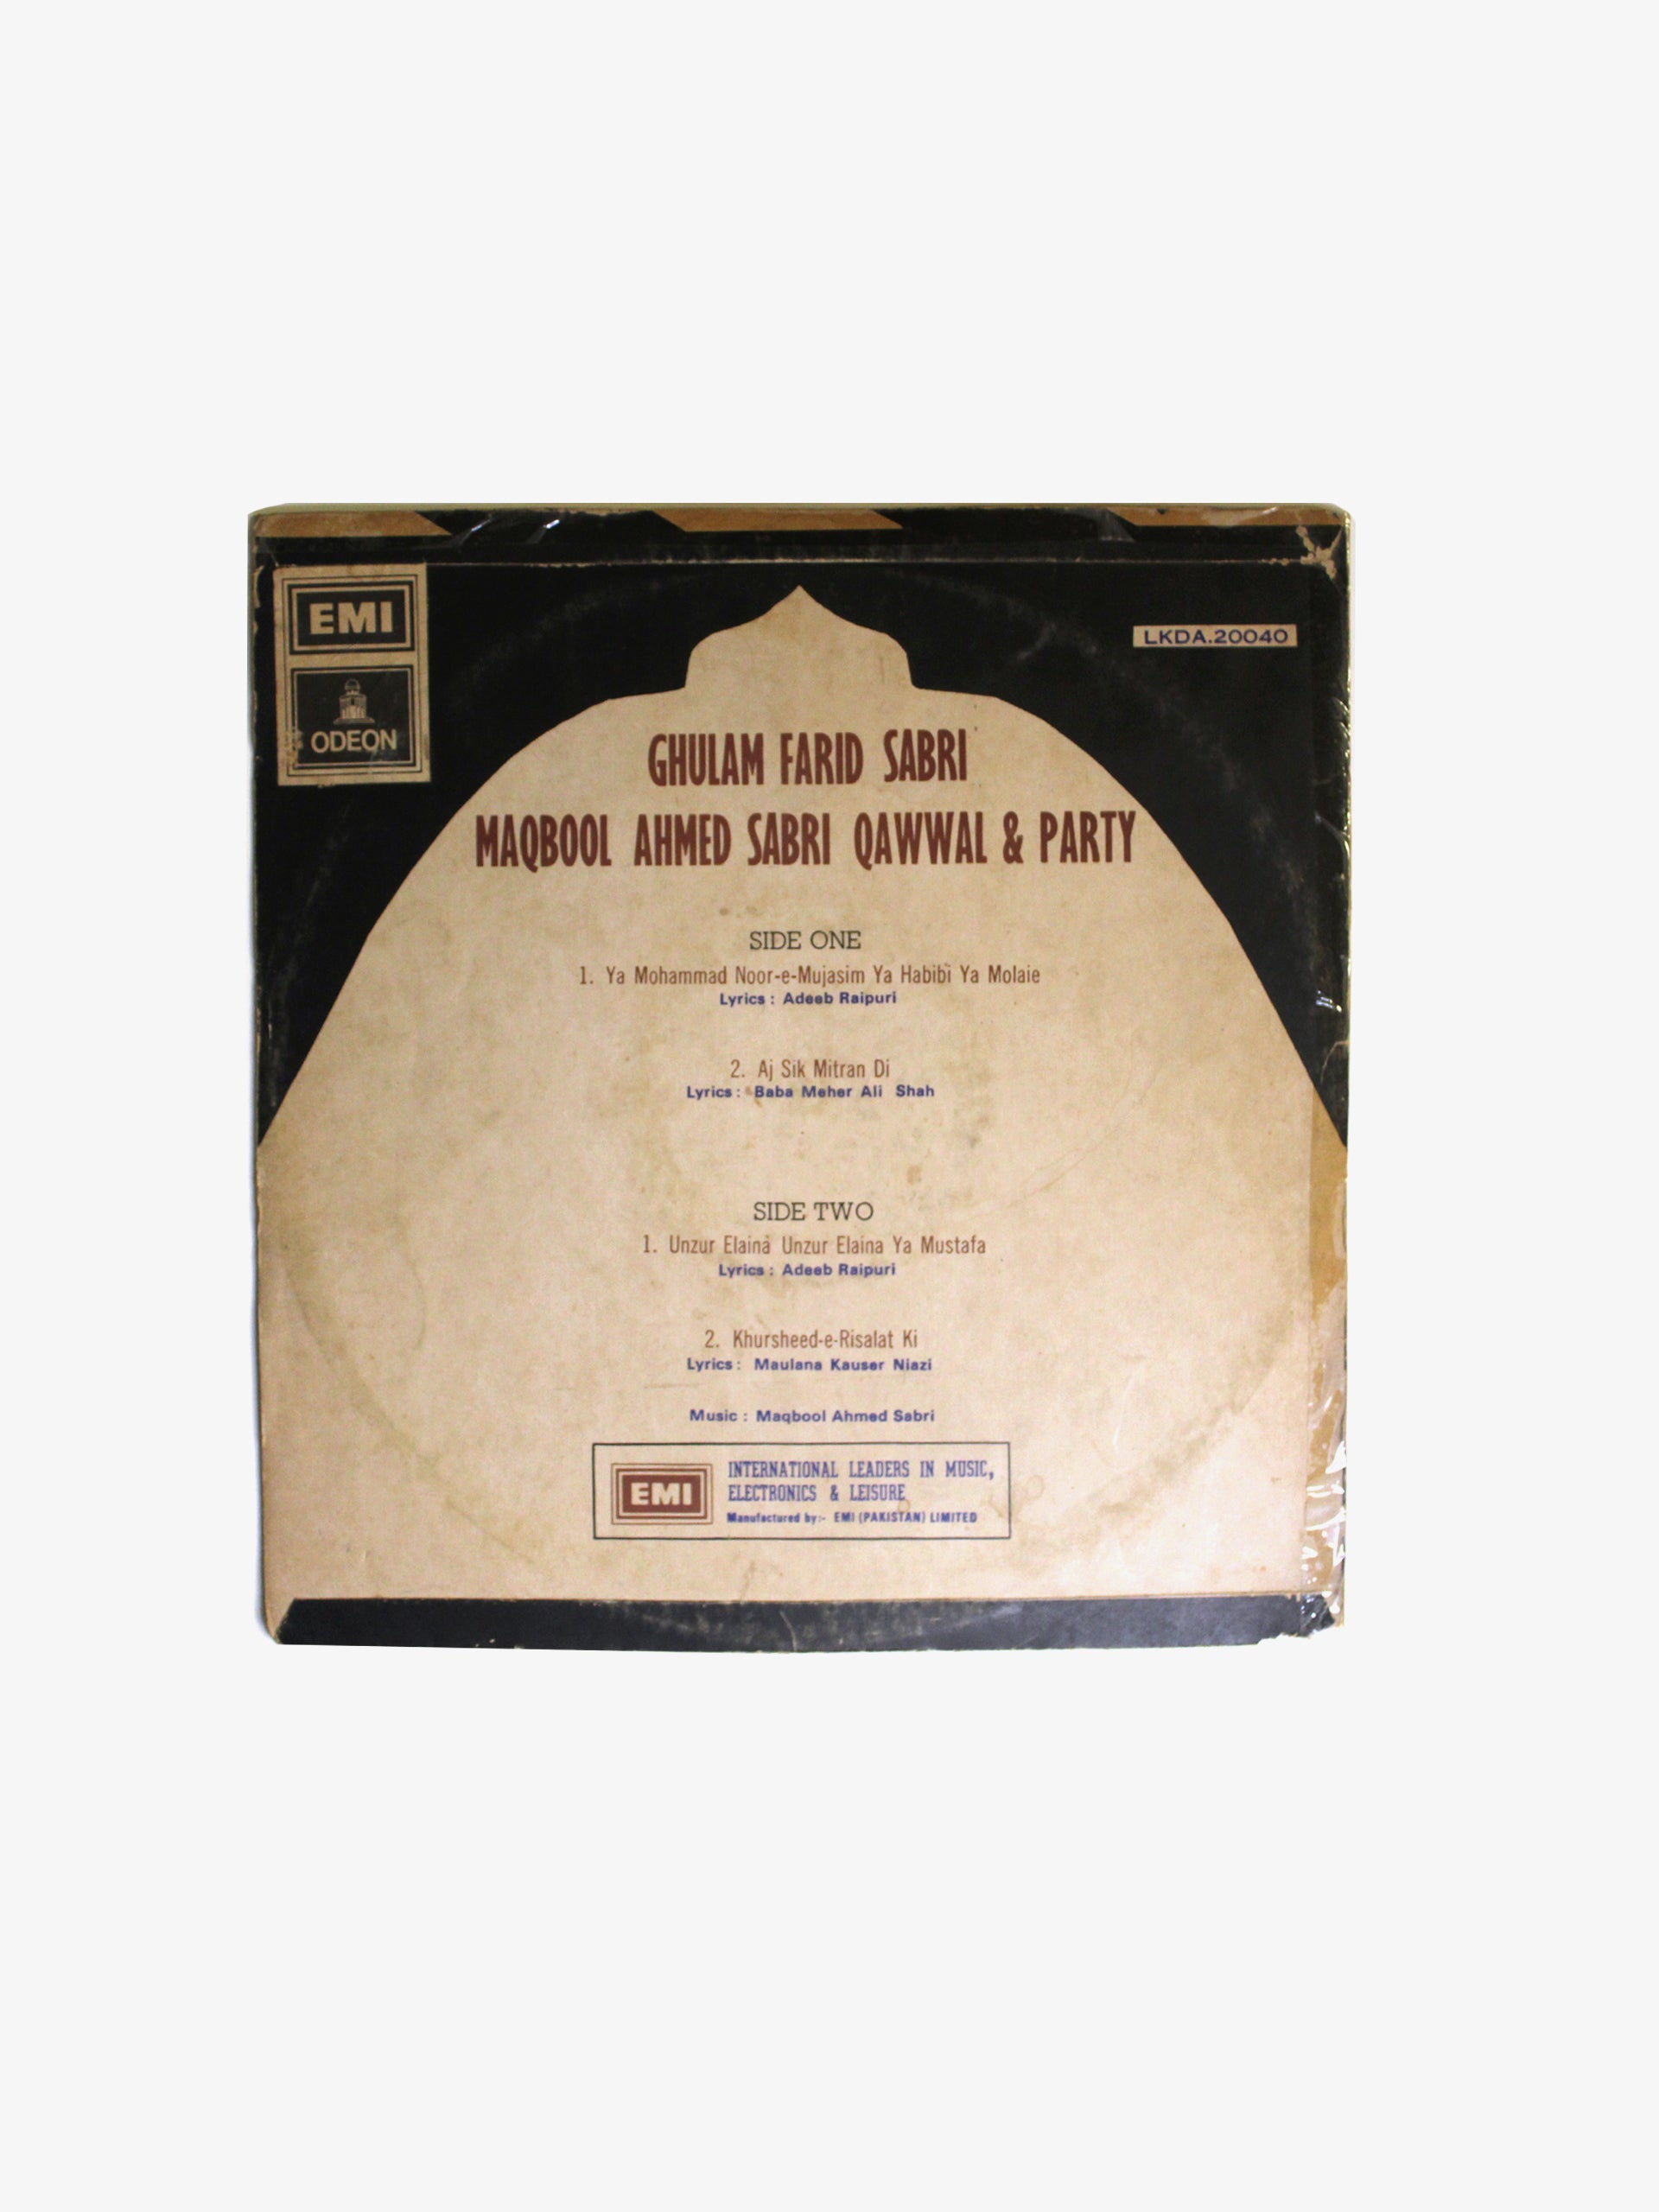 EMI
ODEON
LKDA.20040
GHULAM FARID SABRI
MAQBOOL AHMED SABRI QAWWAL & PARTY
SIDE ONE
1. Ya Mohammad Noor-e-Mujasim Ya Habibi Ya Molaie
Lyrics : Adeeb Raipuri
2. Aj Sik Mitran Di
Lyrics : Baba Meher Ali Shah
SIDE TWO
1. Unzur Elaina Unzur Elaina Ya Mustafa
Lyrics : Adeeb Raipuri
2. Khursheed-e-Risalat Ki
Lyrics : Maulana Kauser Niazi
Music : Maqbool Ahmed Sabri
EMI
INTERNATIONAL LEADERS IN MUSIC,
ELECTRONICS & LEISURE
Manufactured by:- EMI (PAKISTAN) LIMITED